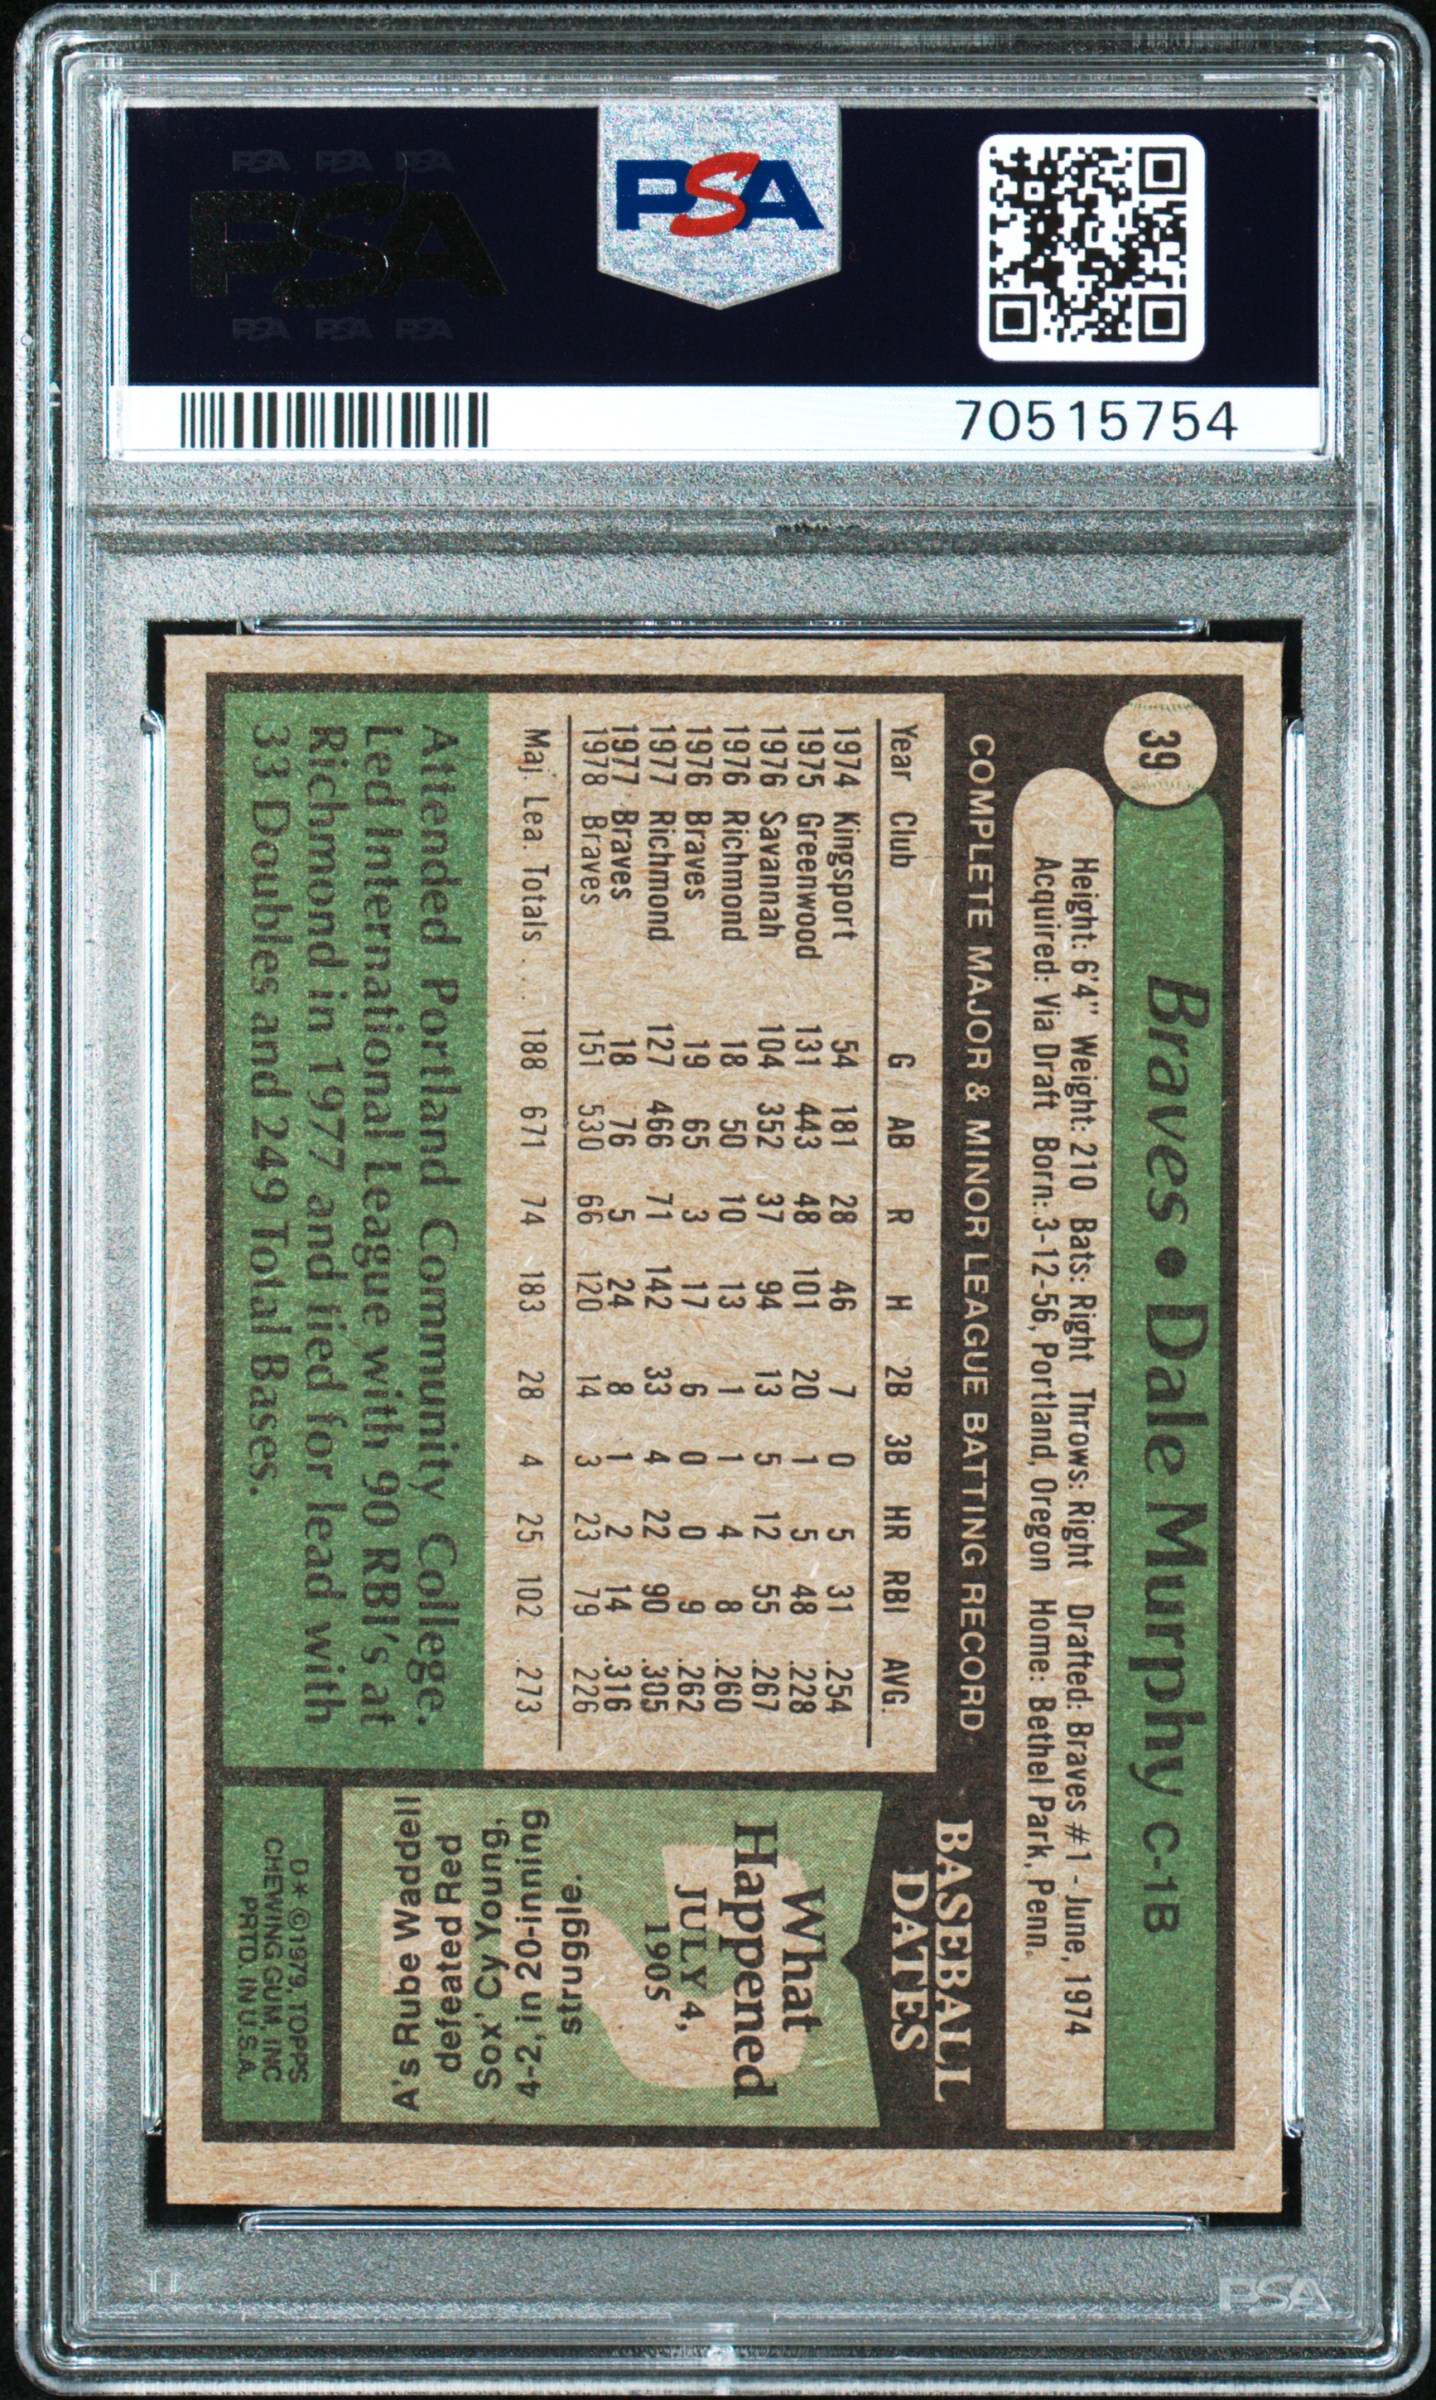 PSA PSA PSA
PSA
PSA PSA PSA
PSA
70515754
39
Braves • Dale Murphy C-1B
Height: 6'4" Weight: 210 Bats: Right Throws: Right Drafted: Braves #1 - June, 1974
Acquired: Via Draft Born: 3-12-56, Portland, Oregon Home: Bethel Park, Penn.
COMPLETE MAJOR & MINOR LEAGUE BATTING RECORD
Year Club G AB R H 2B 3B HR RBI AVG.
1974 Kingsport 54 181 28 46 7 0 5 31 .254
1975 Greenwood 131 443 48 101 20 1 5 48 .228
1976 Savannah 104 352 37 94 13 5 12 55 .267
1976 Richmond 18 50 10 13 1 1 4 8 .260
1976 Braves 19 65 3 17 6 0 0 9 .262
1977 Richmond 127 466 71 142 33 4 22 90 .305
1977 Braves 18 76 5 24 8 1 2 14 .316
1978 Braves 151 530 66 120 14 3 23 79 .226
Maj. Lea. Totals . . . 188 671 74 183 28 4 25 102 .273
Attended Portland Community College.
Led International League with 90 RBI's at
Richmond in 1977 and tied for lead with
33 Doubles and 249 Total Bases.
BASEBALL
DATES
What
Happened
JULY 4,
1905
struggle.
4-2, in 20-inning
Sox' Cy Young,
defeated Red
A's Rube Waddell
D* ©1979, TOPPS
CHEWING GUM, INC
PRTD. IN U.S.A.
PSA